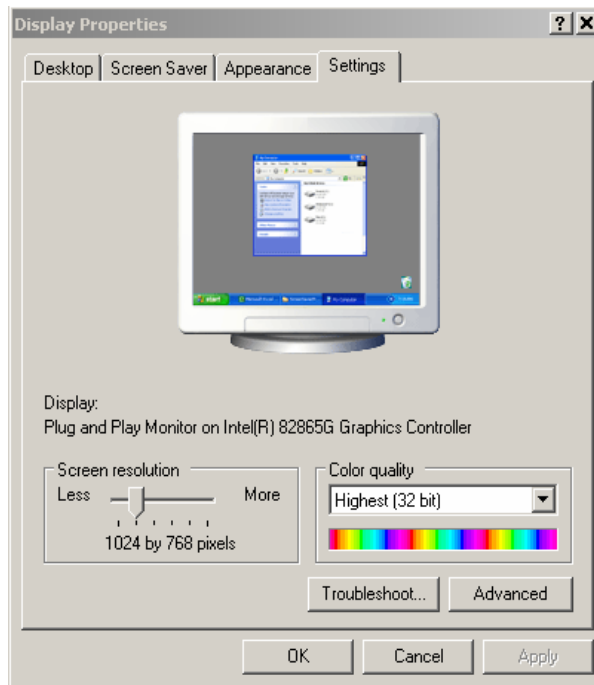 Display Properties
Desktop Screen Saver Appearance Settings
start
Display:
Plug and Play Monitor on Intel(R) 82865G Graphics Controller
Screen resolution
Less More
1024 by 768 pixels
Color quality
Highest (32 bit)
Troubleshoot... Advanced
OK Cancel Apply